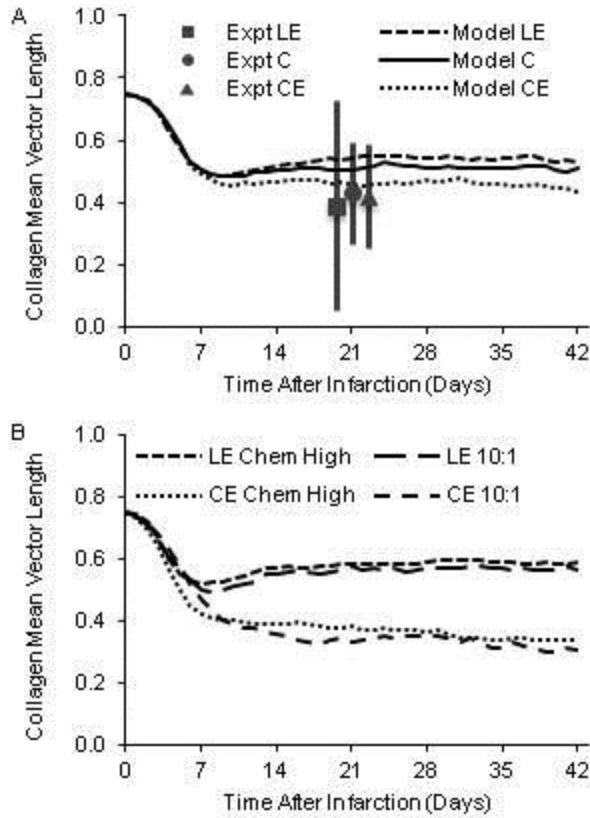 A
1.0
Expt LE
Model LE
Expt C
Model C
Expt CE
Model CE
0.8
0.6
0.4
0.2
0.0
Collagen Mean Vector Length
0 7 14 21 28 35 42
Time After Infarction (Days)
B
1.0
LE Chem High
LE 10:1
CE Chem High
CE 10:1
0.8
0.6
0.4
0.2
0.0
Collagen Mean Vector Length
0 7 14 21 28 35 42
Time After Infarction (Days)